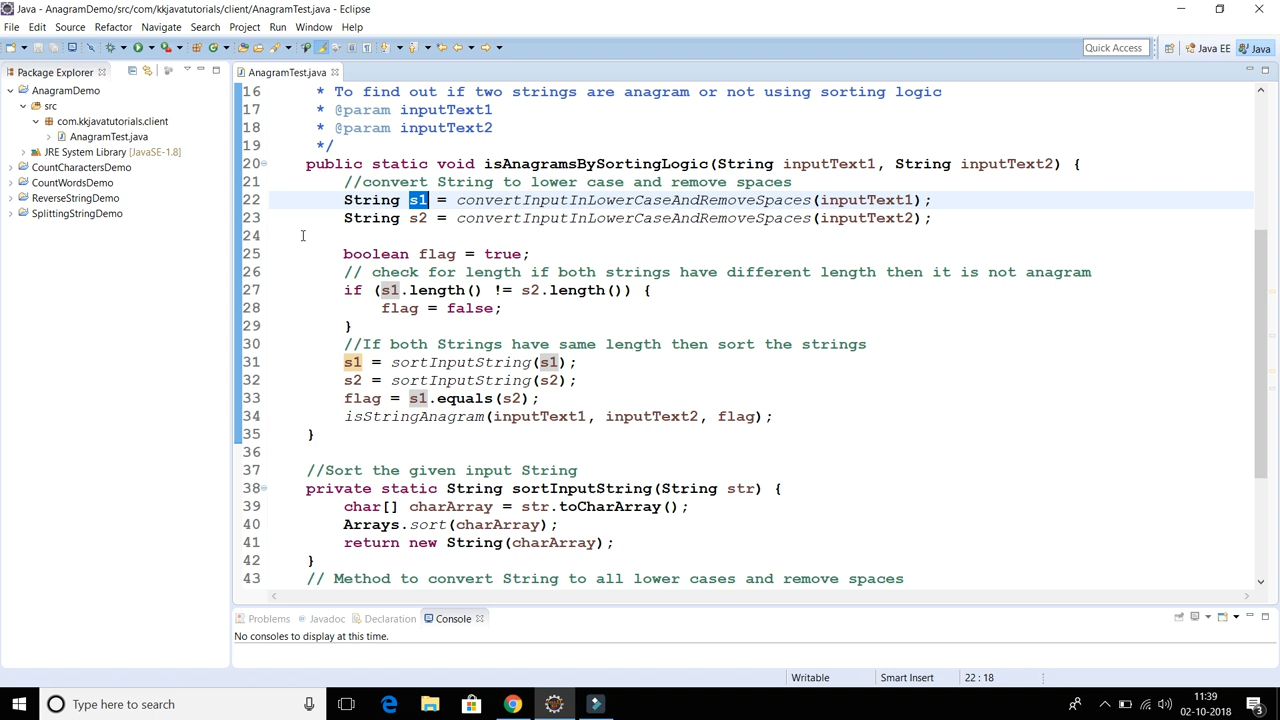 Java - AnagramDemo/src/com/kkjavatutorials/client/AnagramTest.java - Eclipse
File Edit Source Refactor Navigate Search Project Run Window Help
Quick Access
Java EE
Java
Package Explorer
AnagramDemo
src
com.kkjavatutorials.client
AnagramTest.java
JRE System Library [JavaSE-1.8]
CountCharactersDemo
CountWordsDemo
ReverseStringDemo
SplittingStringDemo
AnagramTest.java
16 * To find out if two strings are anagram or not using sorting logic
17 * @param inputText1
18 * @param inputText2
19 */
20 public static void isAnagramsBySortingLogic(String inputText1, String inputText2) {
21 //convert String to lower case and remove spaces
22 String s1 = convertInputInLowerCaseAndRemoveSpaces(inputText1);
23 String s2 = convertInputInLowerCaseAndRemoveSpaces(inputText2);
24
25 boolean flag = true;
26 // check for length if both strings have different length then it is not anagram
27 if (s1.length() != s2.length()) {
28 flag = false;
29 }
30 //If both Strings have same length then sort the strings
31 s1 = sortInputString(s1);
32 s2 = sortInputString(s2);
33 flag = s1.equals(s2);
34 isStringAnagram(inputText1, inputText2, flag);
35 }
36
37 //Sort the given input String
38 private static String sortInputString(String str) {
39 char[] charArray = str.toCharArray();
40 Arrays.sort(charArray);
41 return new String(charArray);
42 }
43 // Method to convert String to all lower cases and remove spaces
Problems Javadoc Declaration Console
No consoles to display at this time.
Writable Smart Insert 22 : 18
Type here to search
11:39
02-10-2018
3